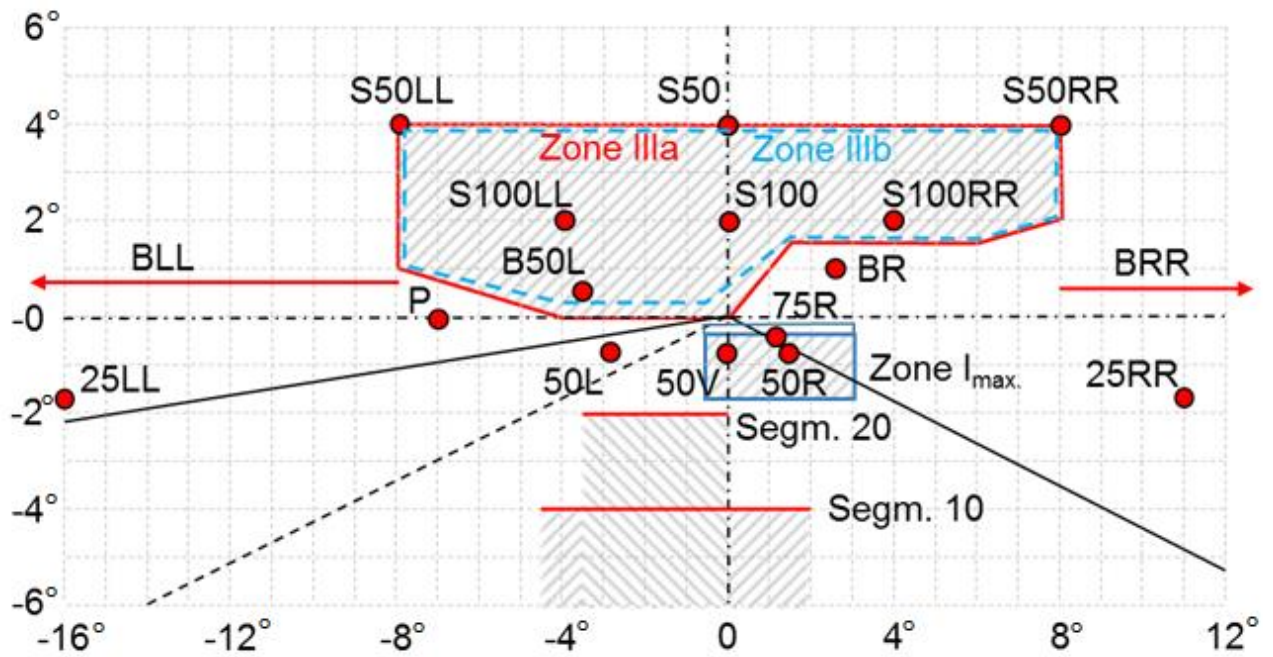 6°
S50LL S50 S50RR
4°
Zone IIIa Zone IIIb
S100LL S100 S100RR
2°
BLL B50L BR BRR
P 75R
-0
25LL 50L 50V 50R Zone Imax. 25RR
-2°
Segm. 20
-4°
Segm. 10
-6°
-16° -12° -4° 0 4° 8° 12°